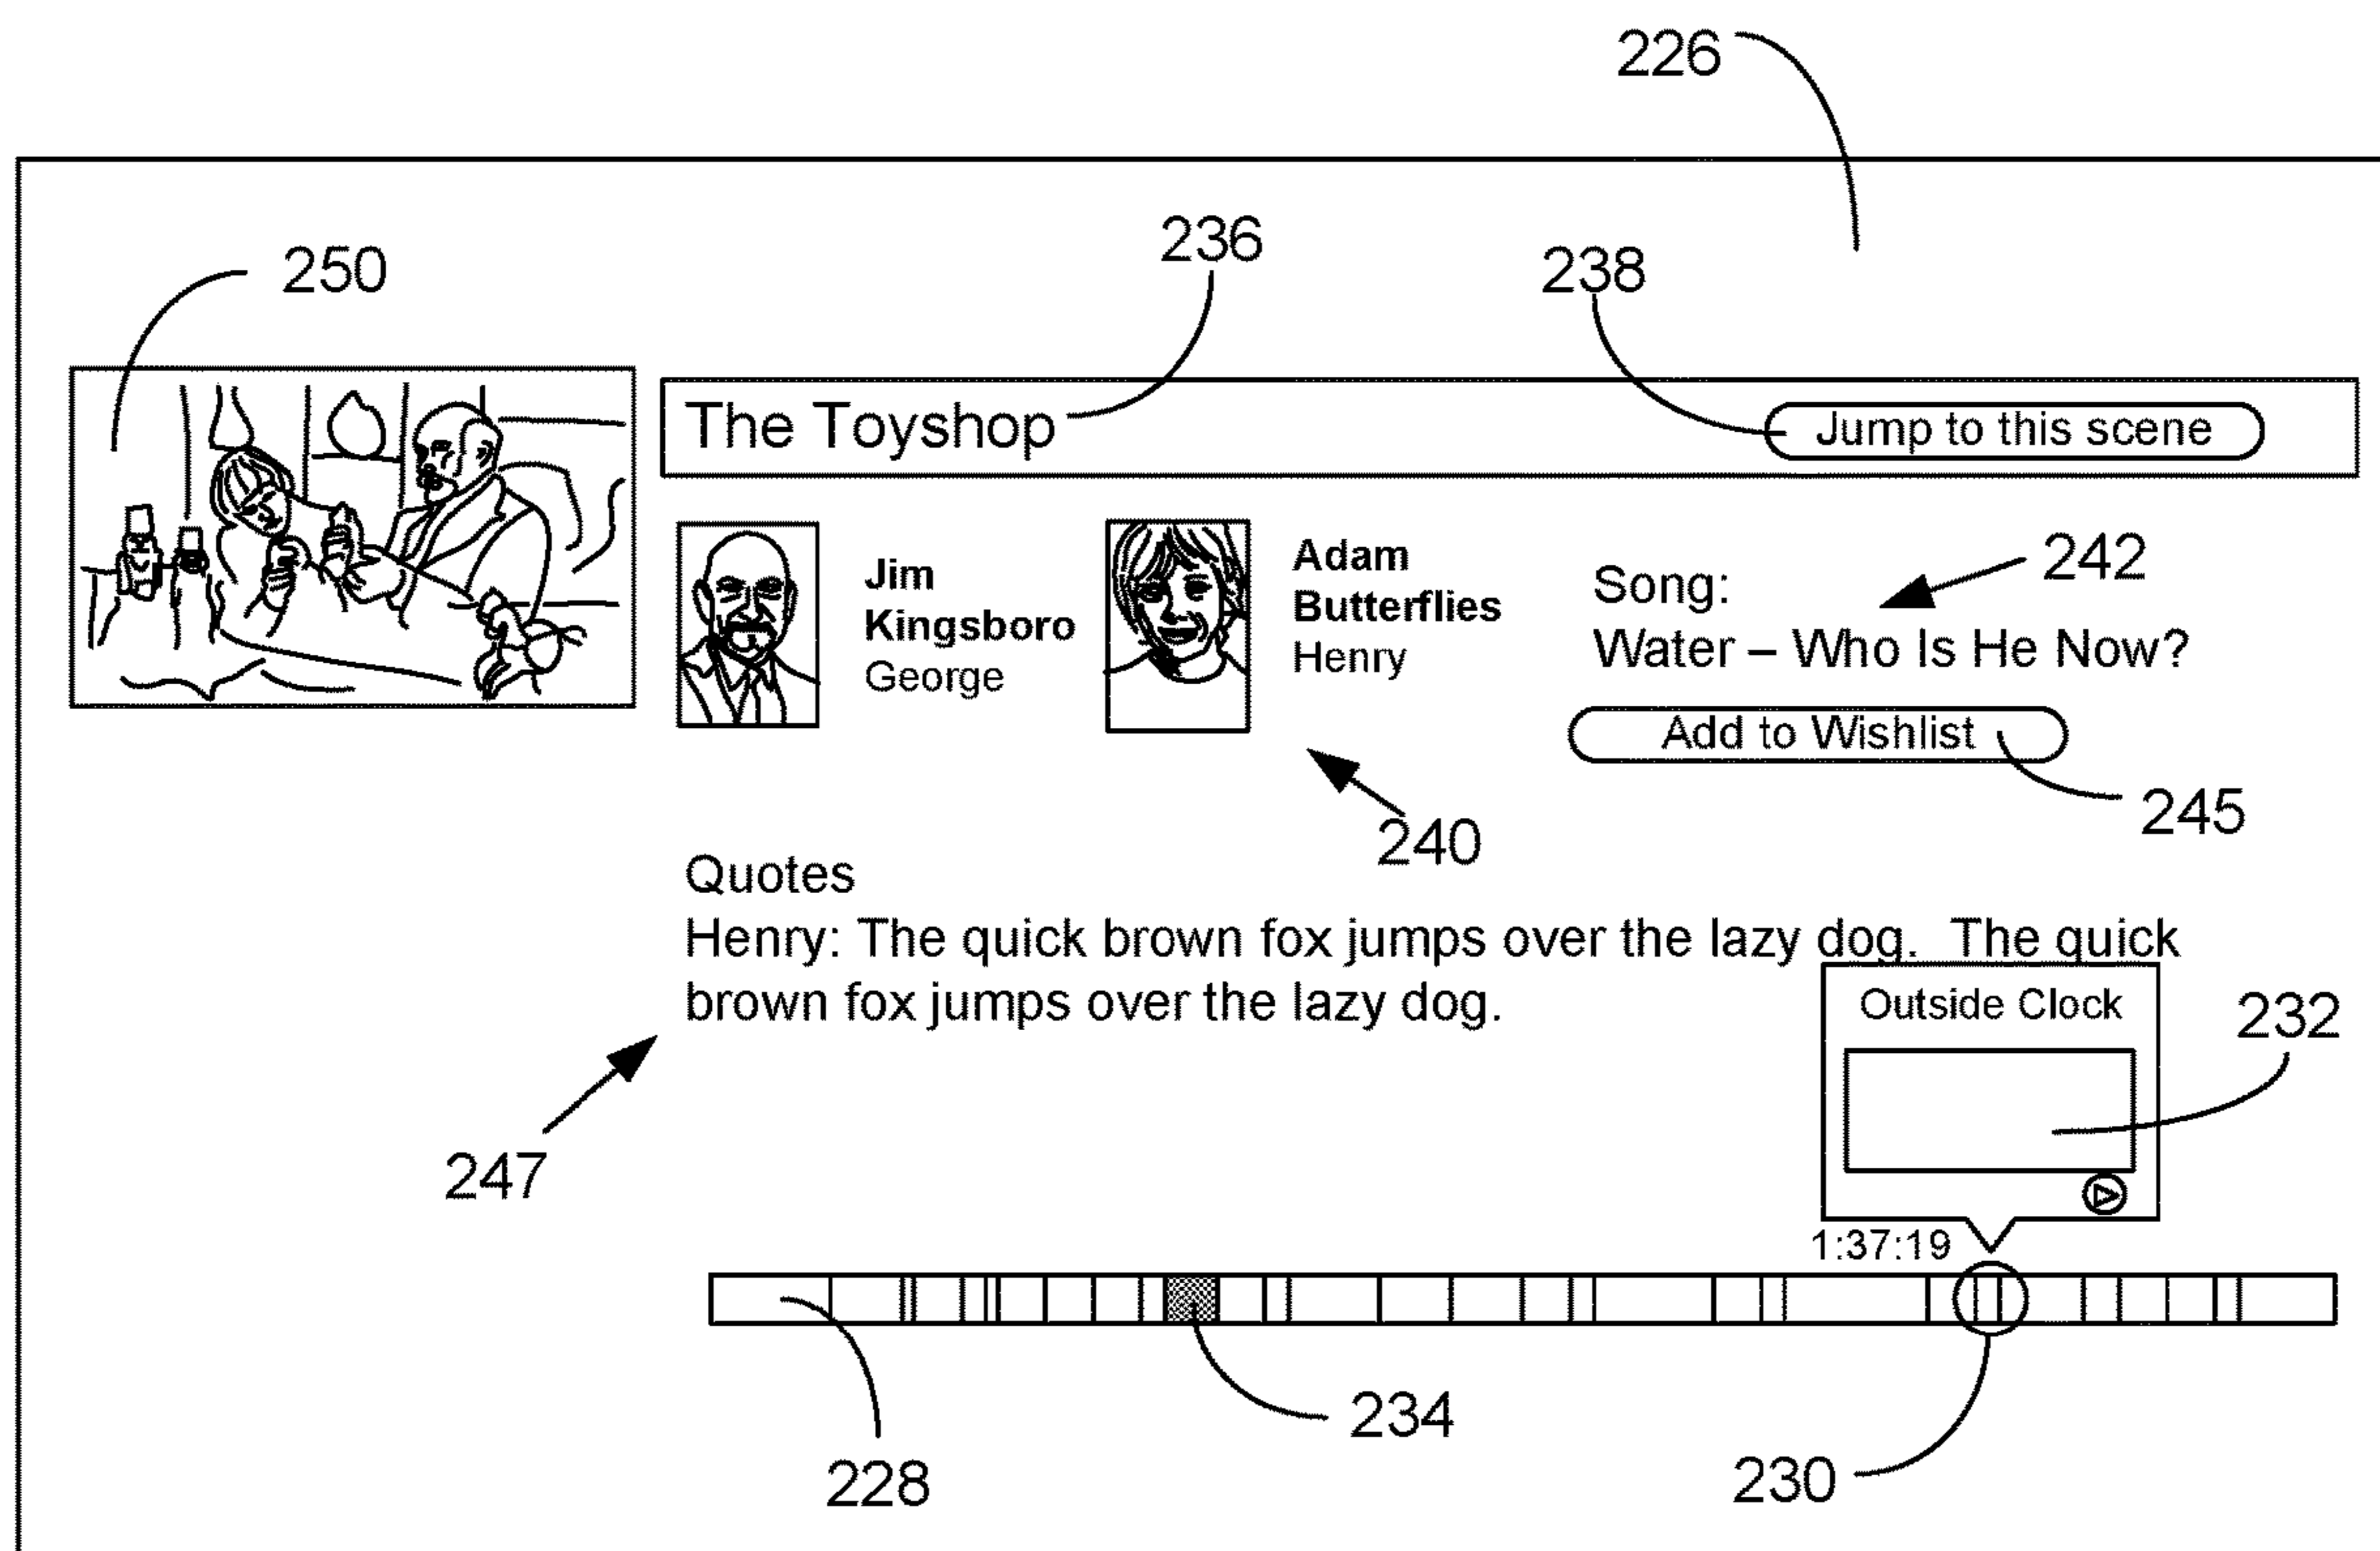 226
236
238
250
The Toyshop
Jump to this scene
Jim
Kingsboro
George
Adam
Butterflies
Henry
242
Song:
Water – Who Is He Now?
Add to Wishlist
245
240
Quotes
Henry: The quick brown fox jumps over the lazy dog. The quick
brown fox jumps over the lazy dog.
Outside Clock
232
247
1:37:19
234
228
230